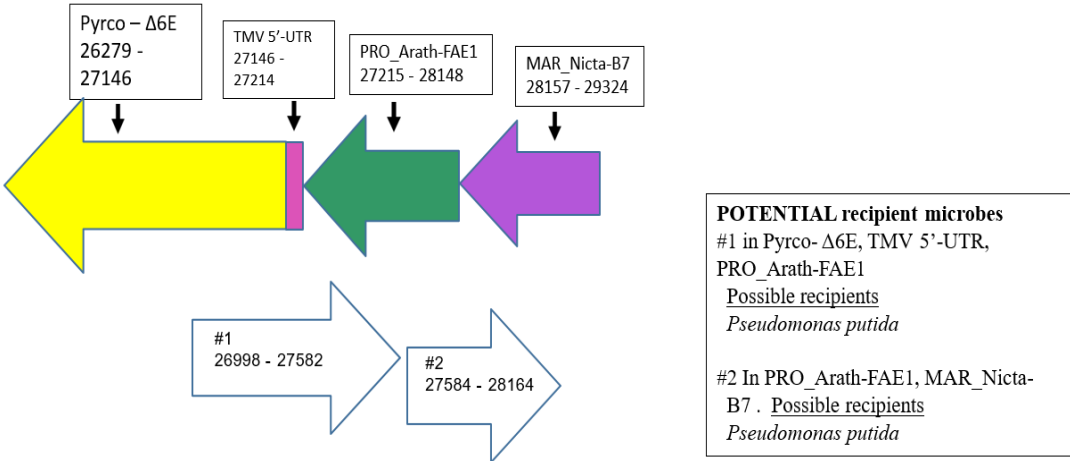 Pyrco – Δ6E
26279 -
27146
TMV 5′-UTR
27146 -
27214
PRO_Arath-FAE1
27215 - 28148
MAR_Nicta-B7
28157 - 29324
#1
26998 - 27582
#2
27584 - 28164
POTENTIAL recipient microbes
#1 in Pyrco- Δ6E, TMV 5’-UTR,
PRO_Arath-FAE1
Possible recipients
Pseudomonas putida
#2 In PRO_Arath-FAE1, MAR_Nicta-
B7 . Possible recipients
Pseudomonas putida